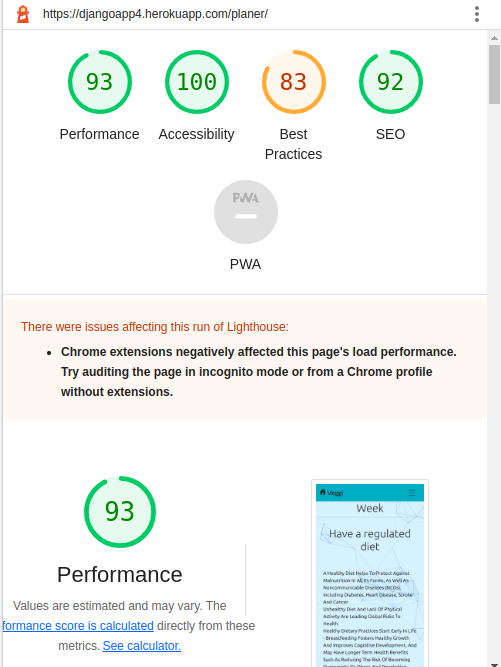 https://djangoapp4.herokuapp.com/planer/
93
100
83
92
Performance
Accessibility
Best
Practices
SEO
PWA
PWA
There were issues affecting this run of Lighthouse:
Chrome extensions negatively affected this page's load performance.
Try auditing the page in incognito mode or from a Chrome profile
without extensions.
93
Performance
Values are estimated and may vary. The
formance score is calculated directly from these
metrics. See calculator.
Veggi
Week
Have a regulated
diet
A Healthy Diet Helps To Protect Against
Malnutrition In All Its Forms, As Well As
Noncommunicable Diseases (NCDs),
Including Diabetes, Heart Disease, Stroke
And Cancer.
Unhealthy Diet And Lack Of Physical
Activity Are Leading Global Risks To
Health.
Healthy Dietary Practices Start Early In Life
- Breastfeeding Fosters Healthy Growth
And Improves Cognitive Development, And
May Have Longer Term Health Benefits
Such As Reducing The Risk Of Becoming